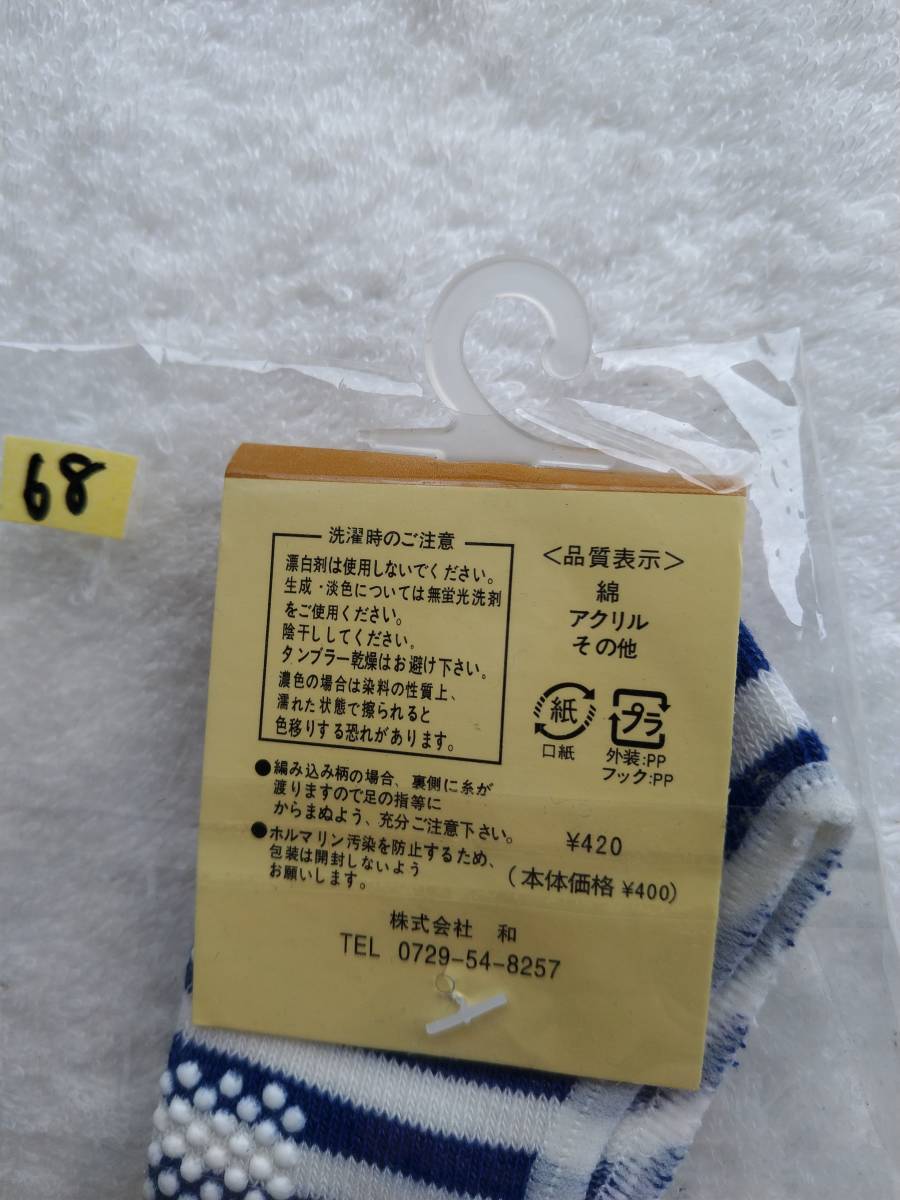 68
洗濯時のご注意
漂白剤は使用しないでください。
生成・淡色については無蛍光洗剤
をご使用ください。
陰干ししてください。
タンブラー乾燥はお避け下さい。
濃色の場合は染料の性質上、
濡れた状態で擦られると
色移りする恐れがあります。
＜品質表示＞
綿
アクリル
その他
紙
口紙
プラ
外装:PP
フック:PP
●編み込み柄の場合、裏側に糸が
渡りますので足の指等に
からまぬよう、充分ご注意下さい。
●ホルマリン汚染を防止するため、
包装は開封しないよう
お願いします。
¥420
(本体価格 ¥400)
株式会社 和
TEL 0729-54-8257